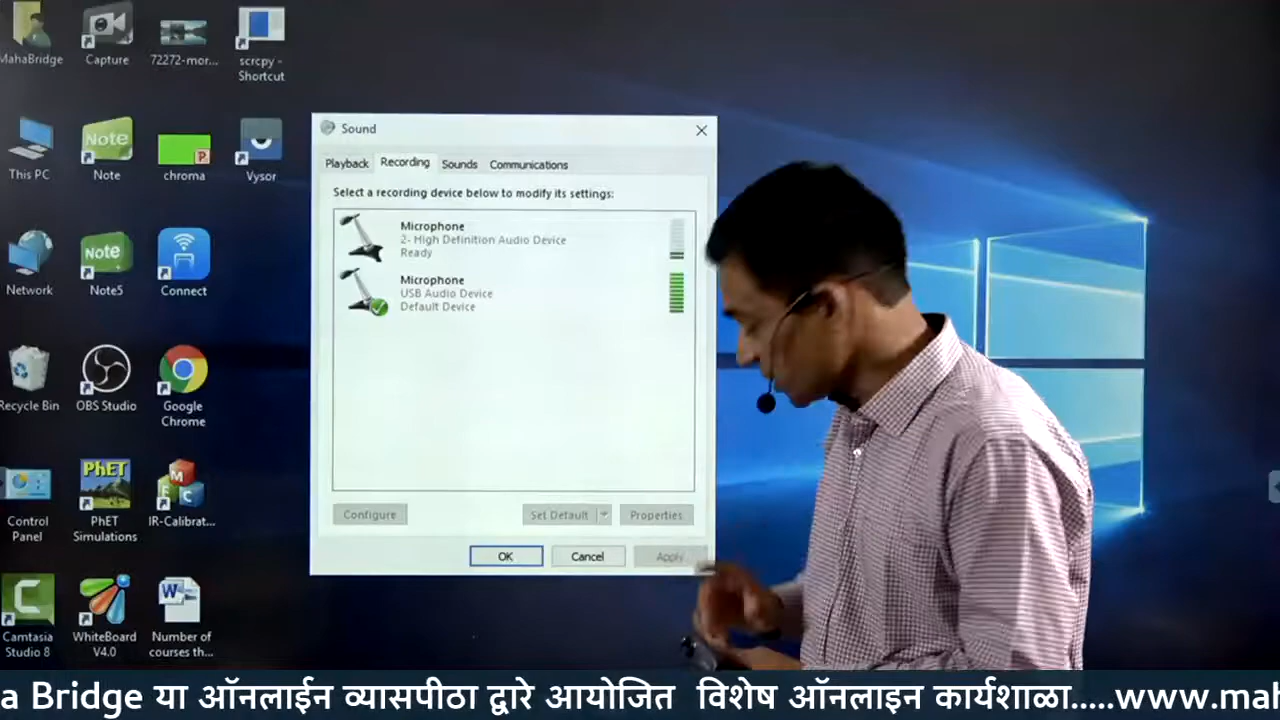 MahaBridge
Capture
72272-mor...
scrcpy -
Shortcut
This PC
Note
Note
chroma
P
Vysor
Network
Note
Note5
Connect
Recycle Bin
OBS Studio
Google
Chrome
Control
Panel
PhET
PhET
Simulations
M
E
C
IR-Calibrat...
C
Camtasia
Studio 8
WhiteBoard
V4.0
W
Number of
courses th...
Sound
Playback Recording Sounds Communications
Select a recording device below to modify its settings:
Microphone
2- High Definition Audio Device
Ready
Microphone
USB Audio Device
Default Device
Configure Set Default Properties
OK Cancel Apply
a Bridge या ऑनलाईन व्यासपीठा द्वारे आयोजित विशेष ऑनलाइन कार्यशाळा.....www.mah